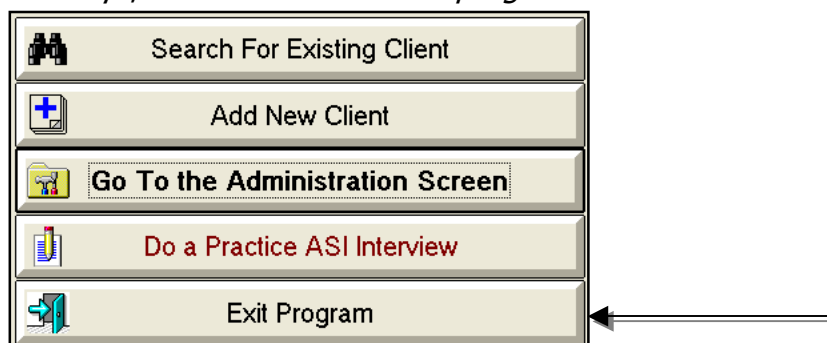 Search For Existing Client
Add New Client
Go To the Administration Screen
Do a Practice ASI Interview
Exit Program